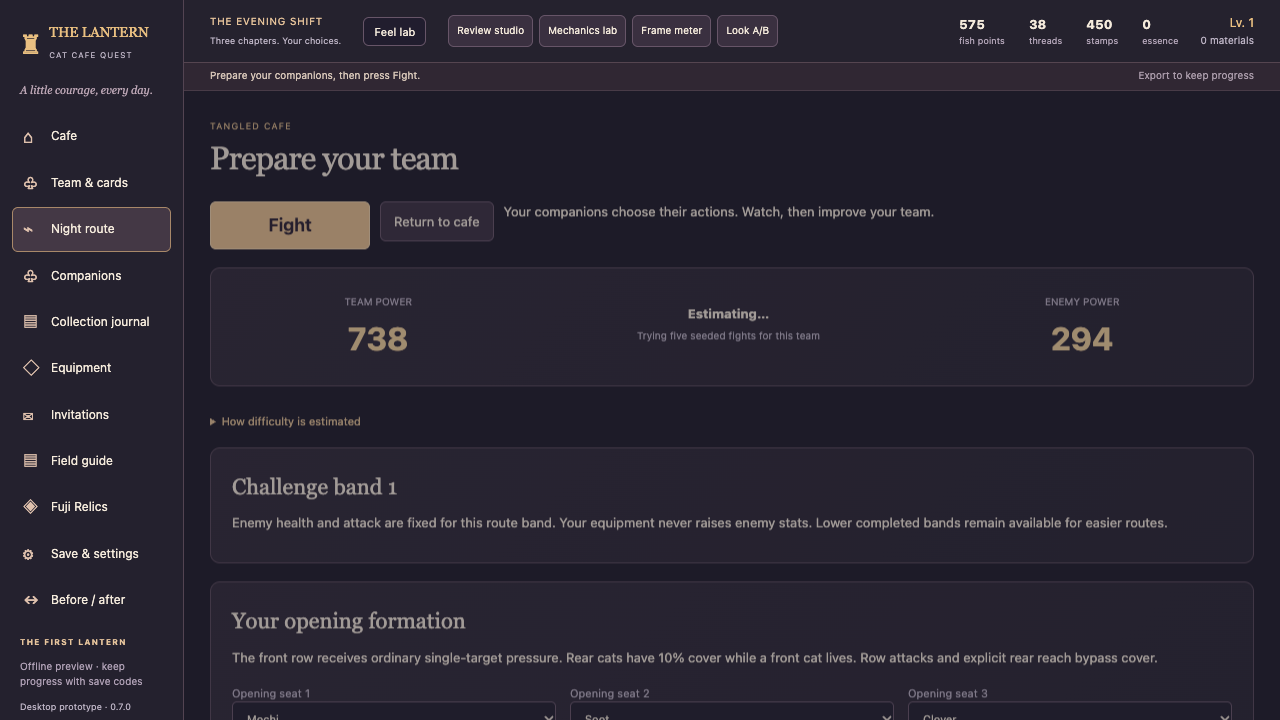 THE LANTERN
CAT CAFE QUEST
A little courage, every day.
Cafe
Team & cards
Night route
Companions
Collection journal
Equipment
Invitations
Field guide
Fuji Relics
Save & settings
Before / after
THE FIRST LANTERN
Offline preview · keep
progress with save codes
Desktop prototype · 0.7.0
THE EVENING SHIFT
Three chapters. Your choices.
Feel lab
Review studio
Mechanics lab
Frame meter
Look A/B
575
fish points
38
threads
450
stamps
0
essence
Lv. 1
0 materials
Prepare your companions, then press Fight.
Export to keep progress
TANGLED CAFE
Prepare your team
Fight
Return to cafe
Your companions choose their actions. Watch, then improve your team.
TEAM POWER
738
Estimating...
Trying five seeded fights for this team
ENEMY POWER
294
How difficulty is estimated
Challenge band 1
Enemy health and attack are fixed for this route band. Your equipment never raises enemy stats. Lower completed bands remain available for easier routes.
Your opening formation
The front row receives ordinary single-target pressure. Rear cats have 10% cover while a front cat lives. Row attacks and explicit rear reach bypass cover.
Opening seat 1
Opening seat 2
Opening seat 3
Mochi
Soot
Clover